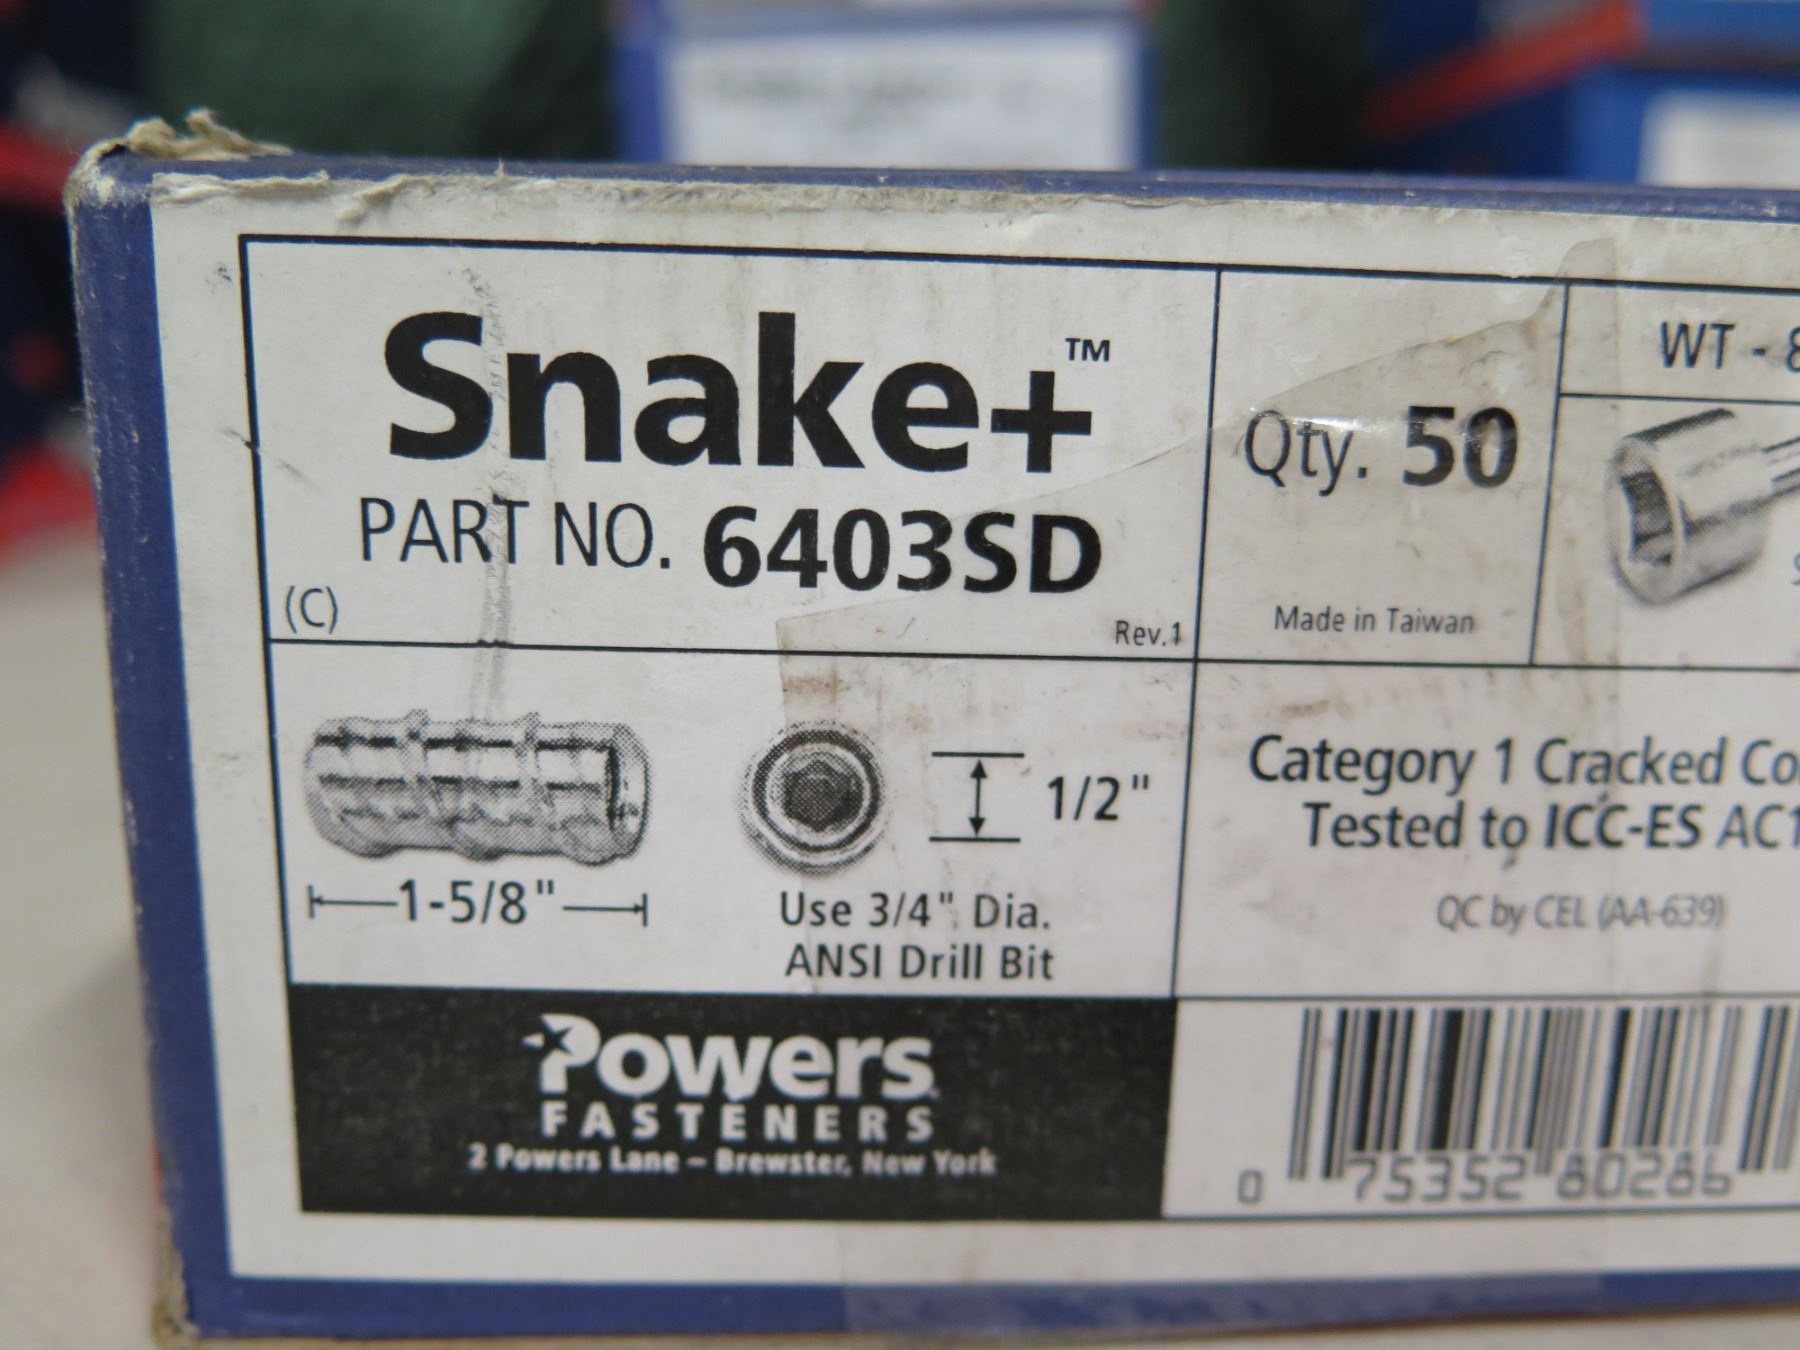 Snake+™
PART NO. 6403SD
(C)
Rev.1
Qty. 50
Made in Taiwan
WT - 8
1-5/8"
1/2"
Use 3/4" Dia.
ANSI Drill Bit
Category 1 Cracked Co
Tested to ICC-ES AC1
QC by CEL (AA-639)
Powers
FASTENERS
2 Powers Lane – Brewster, New York
0 75352 80286